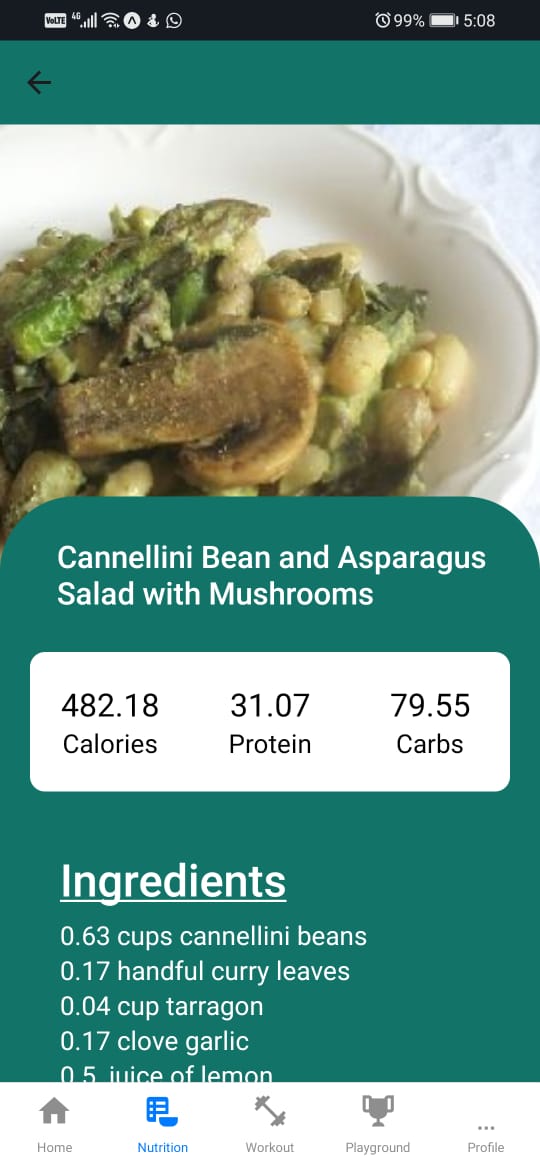 VoLTE 4G 99% 5:08
Cannellini Bean and Asparagus
Salad with Mushrooms
482.18 31.07 79.55
Calories Protein Carbs
Ingredients
0.63 cups cannellini beans
0.17 handful curry leaves
0.04 cup tarragon
0.17 clove garlic
0.5 juice of lemon
Home Nutrition Workout Playground Profile